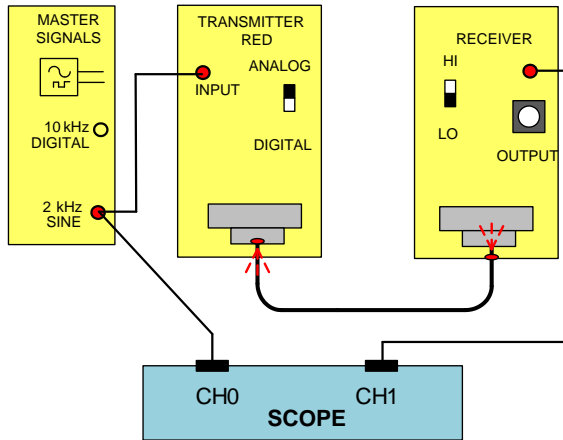 MASTER
SIGNALS
10 kHz
DIGITAL
2 kHz
SINE
TRANSMITTER
RED
ANALOG
INPUT
DIGITAL
RECEIVER
HI
LO
OUTPUT
CH0
CH1
SCOPE